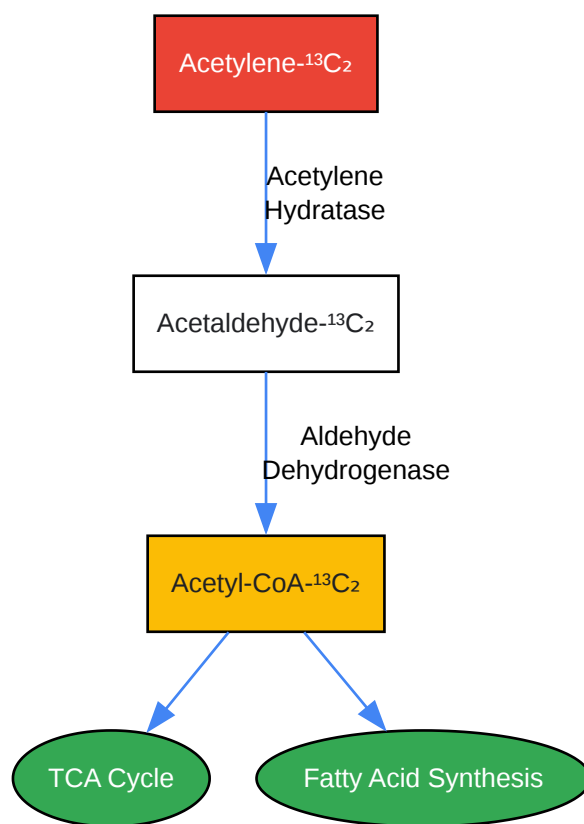 Acetylene-¹³C₂
Acetylene
Hydratase
Acetaldehyde-¹³C₂
Aldehyde
Dehydrogenase
Acetyl-CoA-¹³C₂
TCA Cycle
Fatty Acid Synthesis